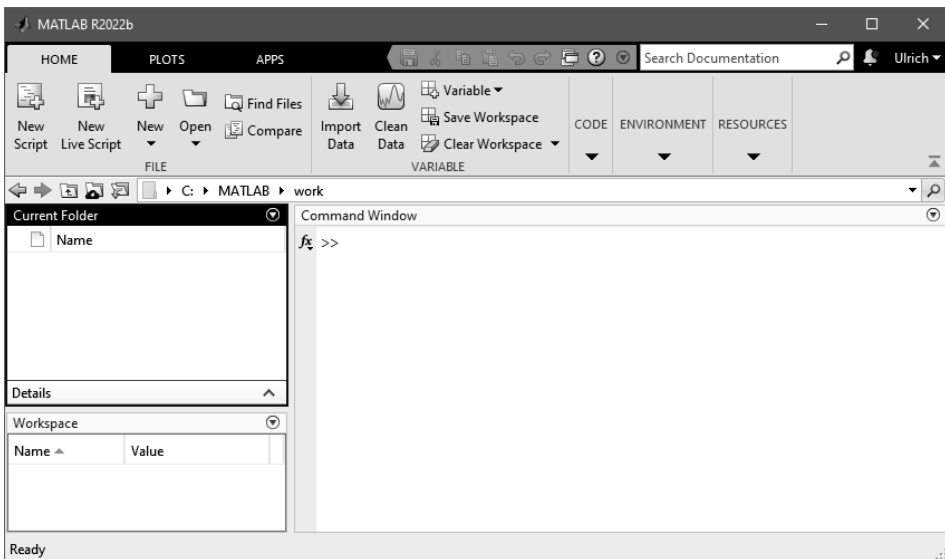 MATLAB R2022b
HOME PLOTS APPS Search Documentation Ulrich
New Script New Live Script New Open Find Files Compare Import Data Clean Data Variable Save Workspace Clear Workspace CODE ENVIRONMENT RESOURCES
FILE VARIABLE
C: MATLAB work
Current Folder
Name
Details
Workspace
Name Value
Command Window
fx >>
Ready